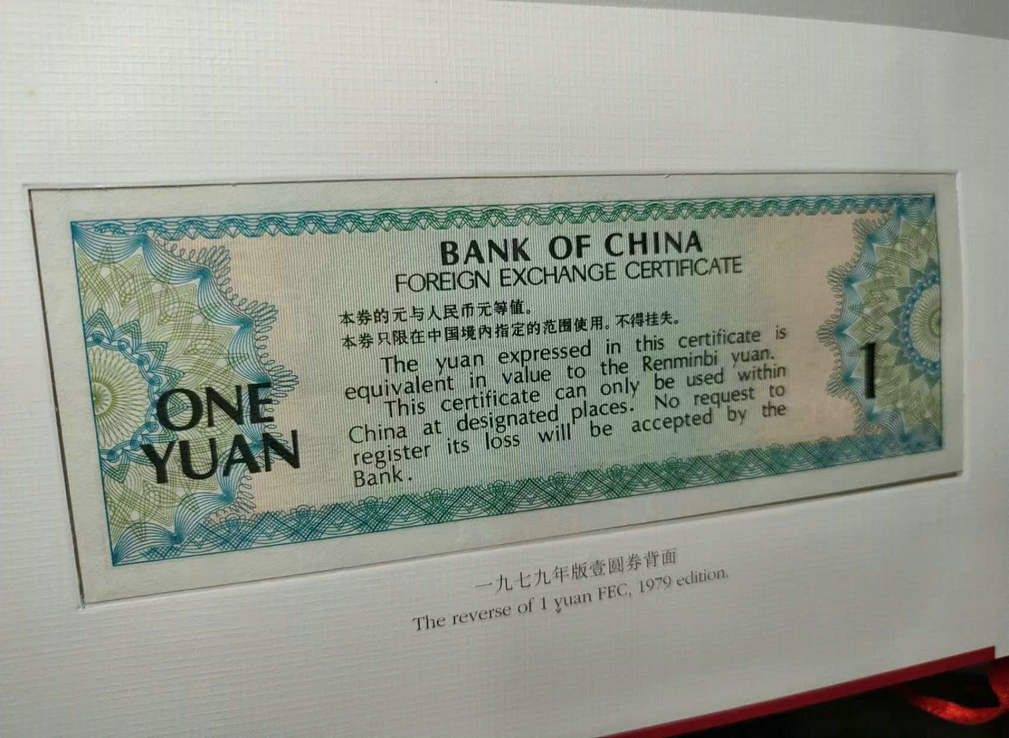 BANK OF CHINA
FOREIGN EXCHANGE CERTIFICATE
本券的元与人民币元等值。
本券只限在中国境内指定的范围使用。不得挂失。
The yuan expressed in this certificate is
equivalent in value to the Renminbi yuan.
This certificate can only be used within
China at designated places. No request to
register its loss will be accepted by the
Bank.
ONE
YUAN
1
一九七九年版壹圆券背面
The reverse of 1 yuan FEC, 1979 edition.